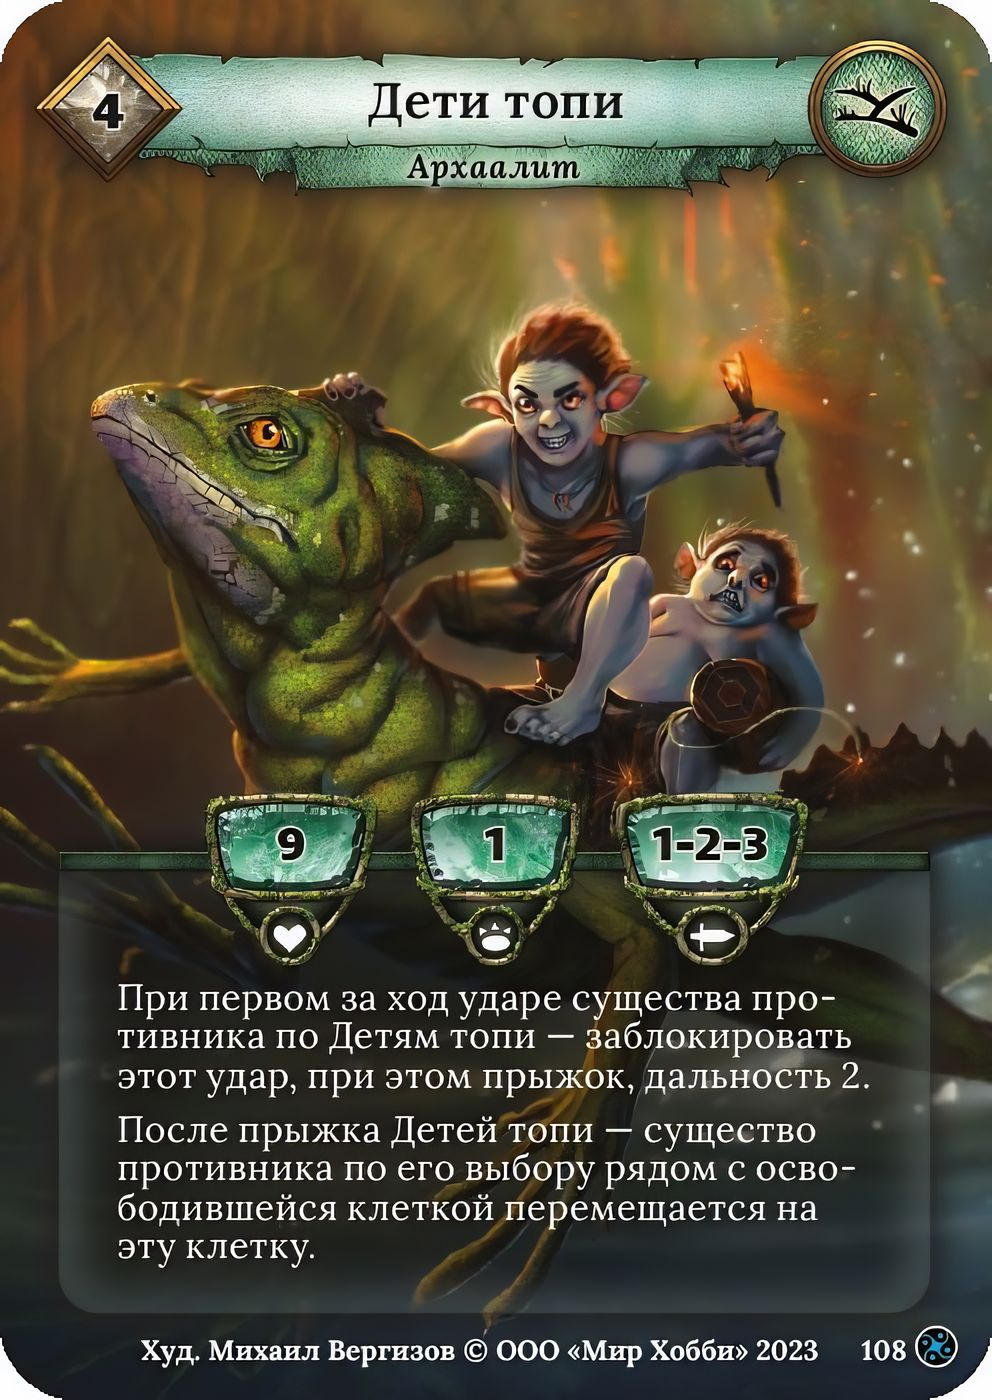 4
Дети топи
Архаалит
9
1
1-2-3
При первом за ход ударе существа про-
тивника по Детям топи — заблокировать
этот удар, при этом прыжок, дальность 2.
После прыжка Детей топи — существо
противника по его выбору рядом с осво-
бодившейся клеткой перемещается на
эту клетку.
Худ. Михаил Вергизов © ООО «Мир Хобби» 2023 108